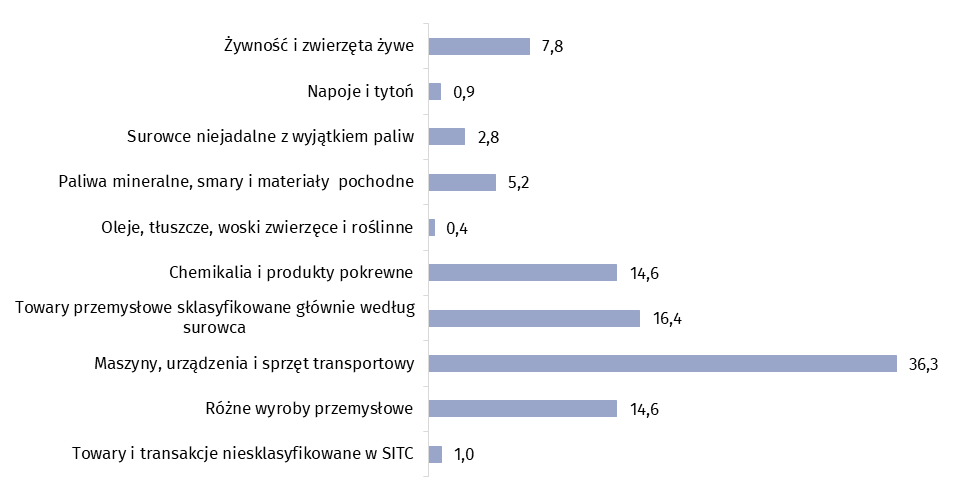 Żywność i zwierzęta żywe 7,8
Napoje i tytoń 0,9
Surowce niejadalne z wyjątkiem paliw 2,8
Paliwa mineralne, smary i materiały  pochodne 5,2
Oleje, tłuszcze, woski zwierzęce i roślinne 0,4
Chemikalia i produkty pokrewne 14,6
Towary przemysłowe sklasyfikowane głównie według
surowca 16,4
Maszyny, urządzenia i sprzęt transportowy 36,3
Różne wyroby przemysłowe 14,6
Towary i transakcje niesklasyfikowane w SITC 1,0